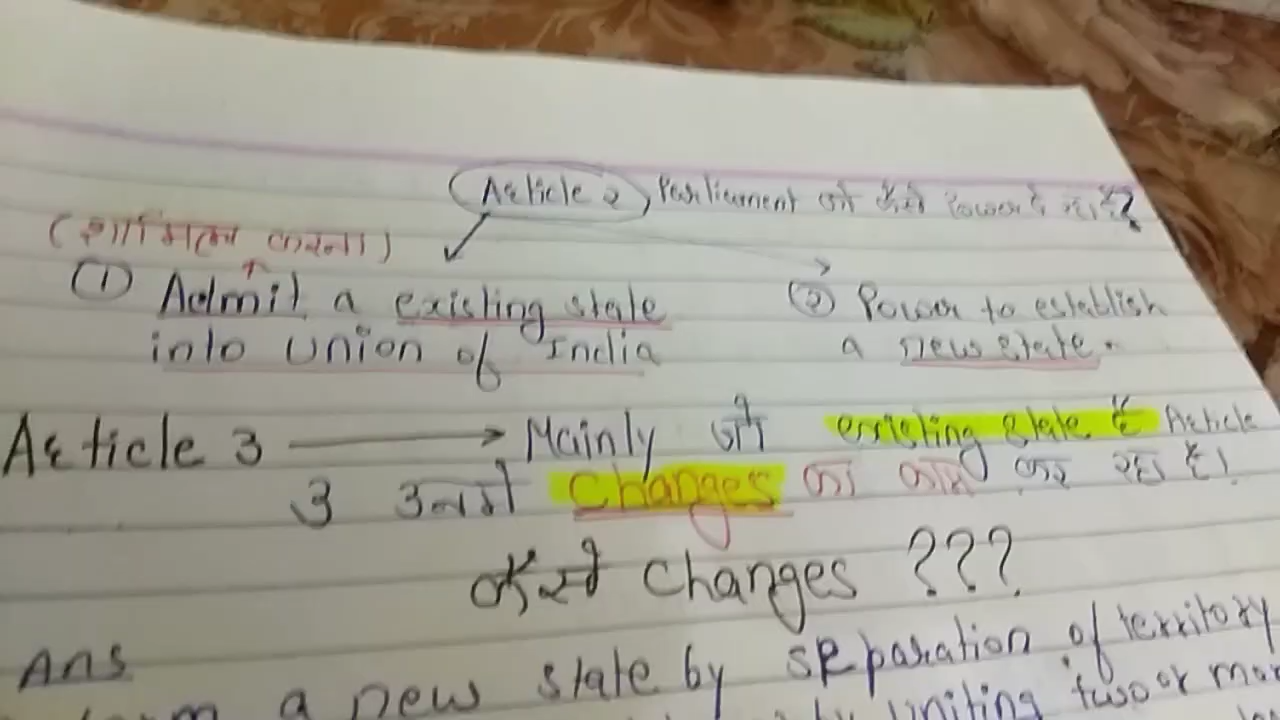 Article 2, Parliament को कैसे Power दे रहा है?
(शामिल करना)
① Admit a existing state
into union of India
② Power to establish
a new state.
Article 3 → Mainly जो existing state है Article
3 उनमें changes का काम कर रहा है।
कैसे changes ???
Ans
a new state by separation of territory
uniting two or mor